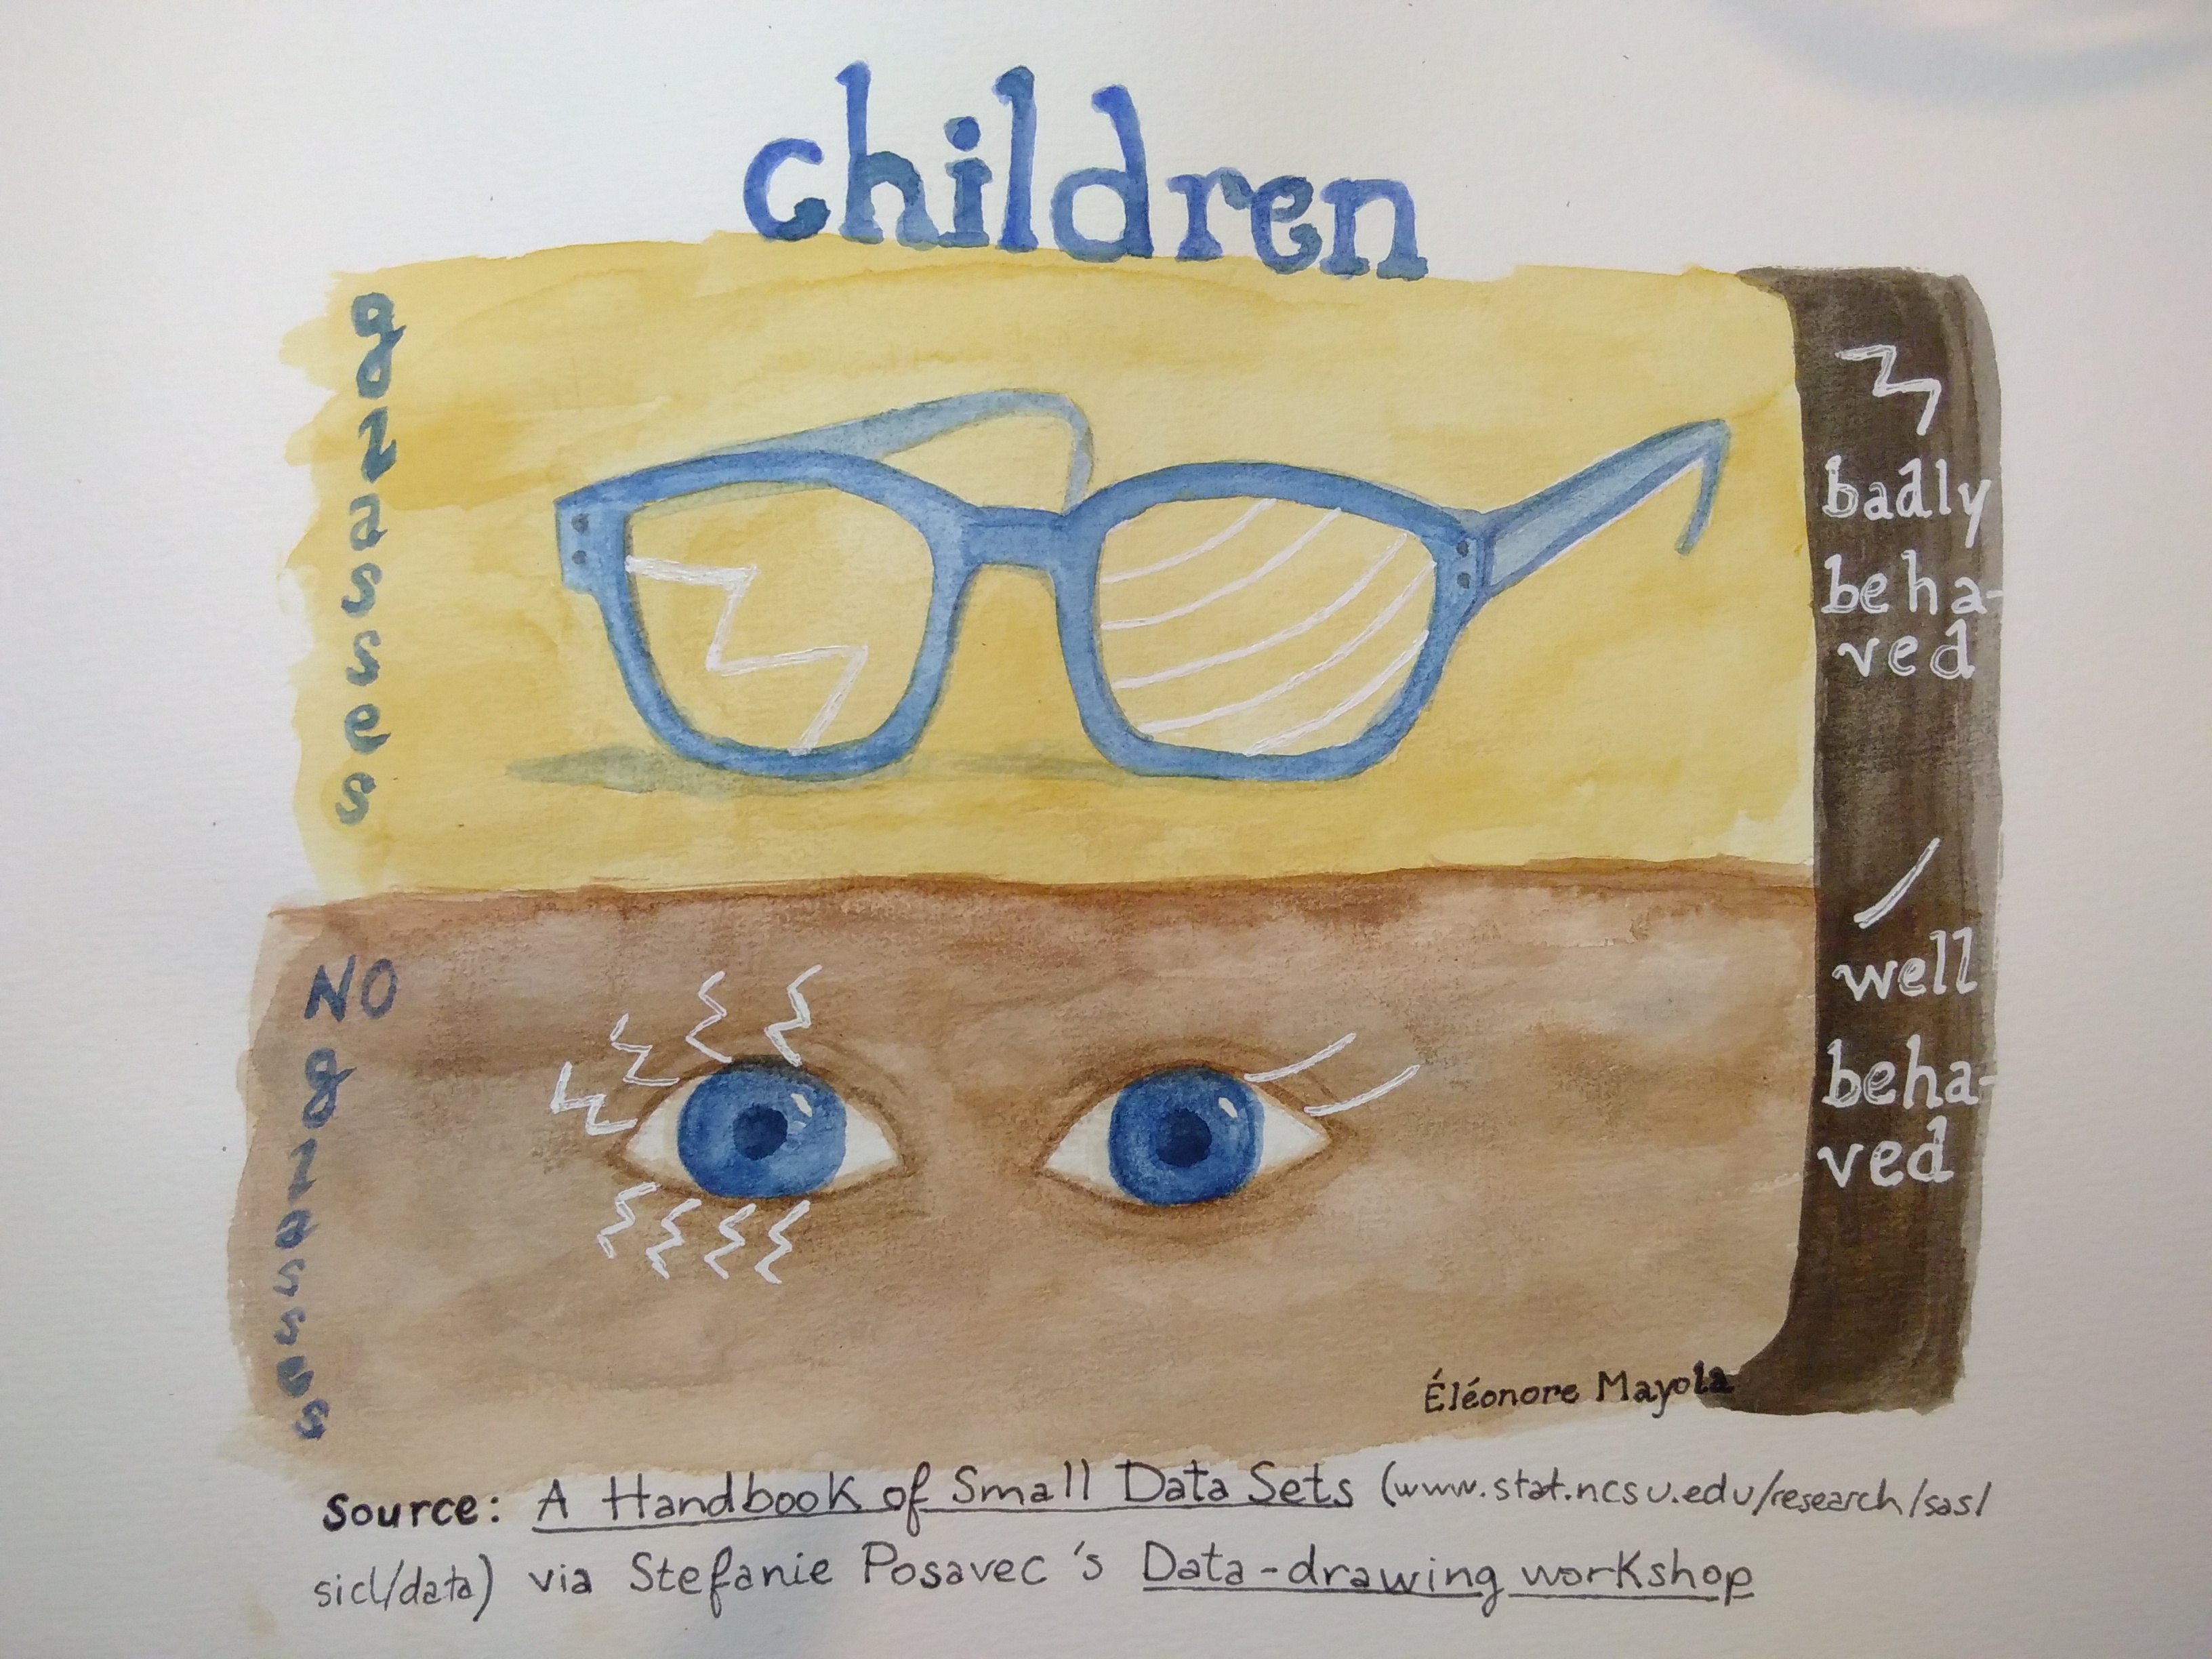 children
glasses
badly
beha-
ved
well
beha-
ved
NO
glasses
Éléonore Mayola
Source: A Handbook of Small Data Sets (www.stat.ncsu.edu/research/sas/
sicl/data) via Stefanie Posavec's Data-drawing workshop